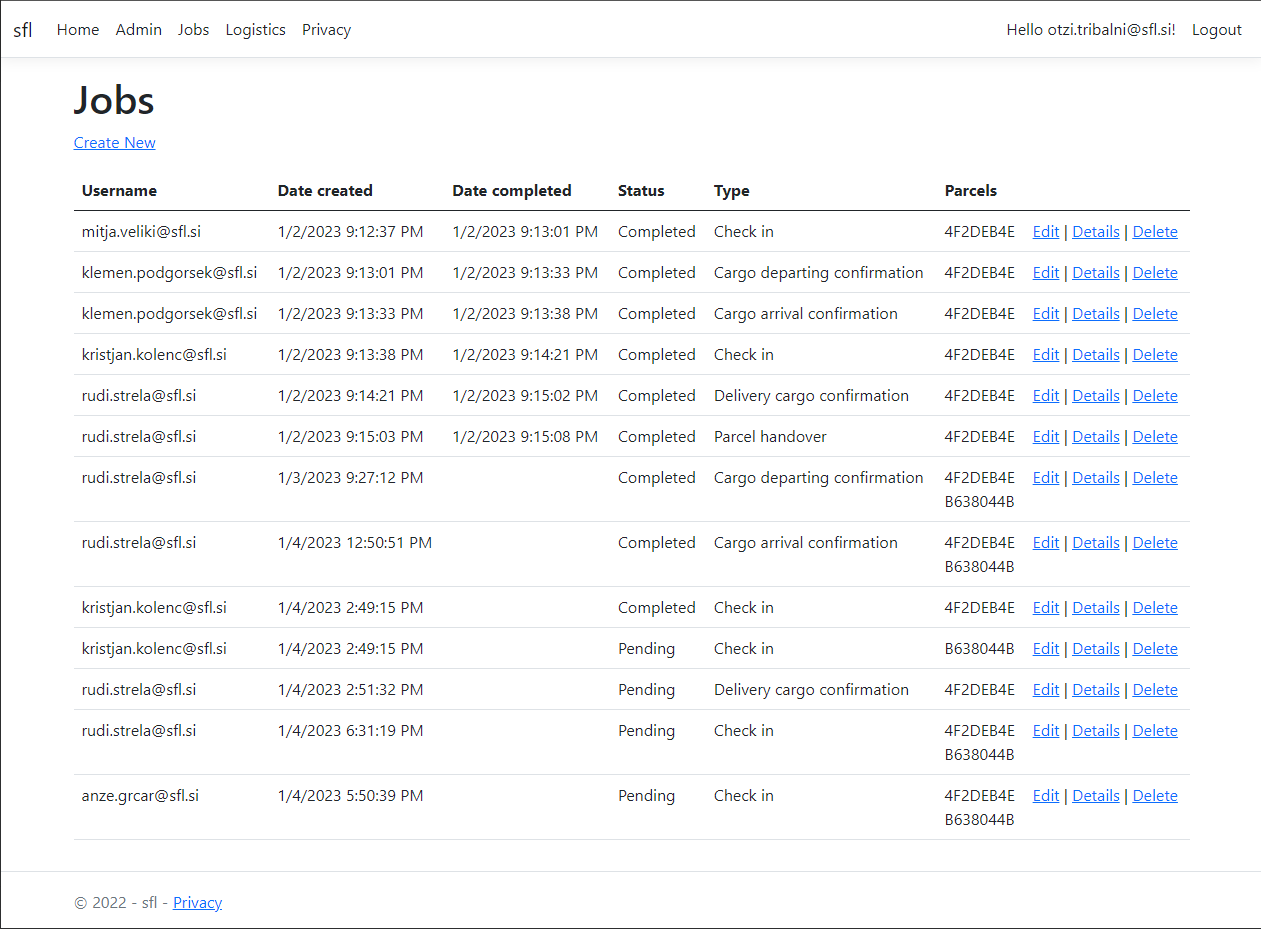 sfl Home Admin Jobs Logistics Privacy Hello otzi.tribalni@sfl.si! Logout
Jobs
Create New
Username Date created Date completed Status Type Parcels
mitja.veliki@sfl.si 1/2/2023 9:12:37 PM 1/2/2023 9:13:01 PM Completed Check in 4F2DEB4E Edit | Details | Delete
klemen.podgorsek@sfl.si 1/2/2023 9:13:01 PM 1/2/2023 9:13:33 PM Completed Cargo departing confirmation 4F2DEB4E Edit | Details | Delete
klemen.podgorsek@sfl.si 1/2/2023 9:13:33 PM 1/2/2023 9:13:38 PM Completed Cargo arrival confirmation 4F2DEB4E Edit | Details | Delete
kristjan.kolenc@sfl.si 1/2/2023 9:13:38 PM 1/2/2023 9:14:21 PM Completed Check in 4F2DEB4E Edit | Details | Delete
rudi.strela@sfl.si 1/2/2023 9:14:21 PM 1/2/2023 9:15:02 PM Completed Delivery cargo confirmation 4F2DEB4E Edit | Details | Delete
rudi.strela@sfl.si 1/2/2023 9:15:03 PM 1/2/2023 9:15:08 PM Completed Parcel handover 4F2DEB4E Edit | Details | Delete
rudi.strela@sfl.si 1/3/2023 9:27:12 PM Completed Cargo departing confirmation 4F2DEB4E Edit | Details | Delete
B638044B
rudi.strela@sfl.si 1/4/2023 12:50:51 PM Completed Cargo arrival confirmation 4F2DEB4E Edit | Details | Delete
B638044B
kristjan.kolenc@sfl.si 1/4/2023 2:49:15 PM Completed Check in 4F2DEB4E Edit | Details | Delete
kristjan.kolenc@sfl.si 1/4/2023 2:49:15 PM Pending Check in B638044B Edit | Details | Delete
rudi.strela@sfl.si 1/4/2023 2:51:32 PM Pending Delivery cargo confirmation 4F2DEB4E Edit | Details | Delete
rudi.strela@sfl.si 1/4/2023 6:31:19 PM Pending Check in 4F2DEB4E Edit | Details | Delete
B638044B
anze.grcar@sfl.si 1/4/2023 5:50:39 PM Pending Check in 4F2DEB4E Edit | Details | Delete
B638044B
© 2022 - sfl - Privacy